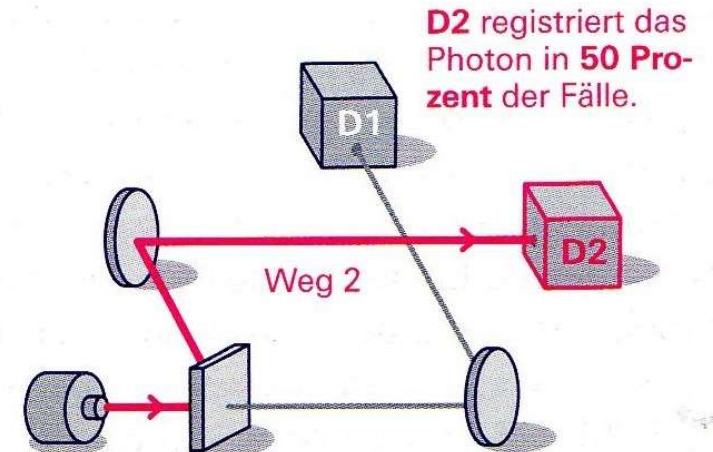 D2 registriert das
Photon in 50 Pro-
zent der Fälle.
D1
D2
Weg 2